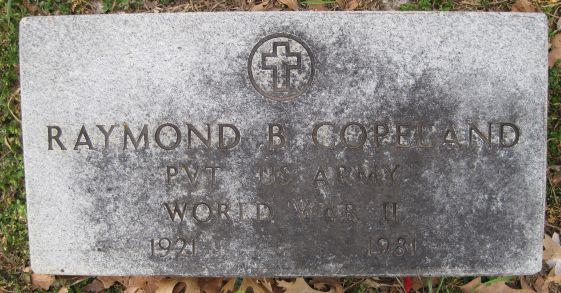 RAYMOND B COPELAND
PVT US ARMY
WORLD WAR II
1921 1981